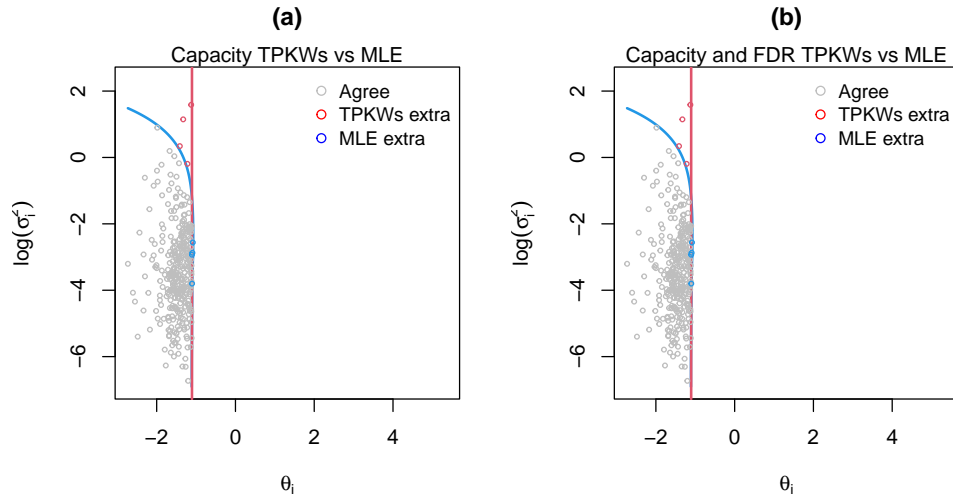 (a)
Capacity TPKWs vs MLE
Agree
TPKWs extra
MLE extra
2
0
−2
−4
−6
log(σᵢ²)
−2 0 2 4
θᵢ
(b)
Capacity and FDR TPKWs vs MLE
Agree
TPKWs extra
MLE extra
2
0
−2
−4
−6
log(σᵢ²)
−2 0 2 4
θᵢ